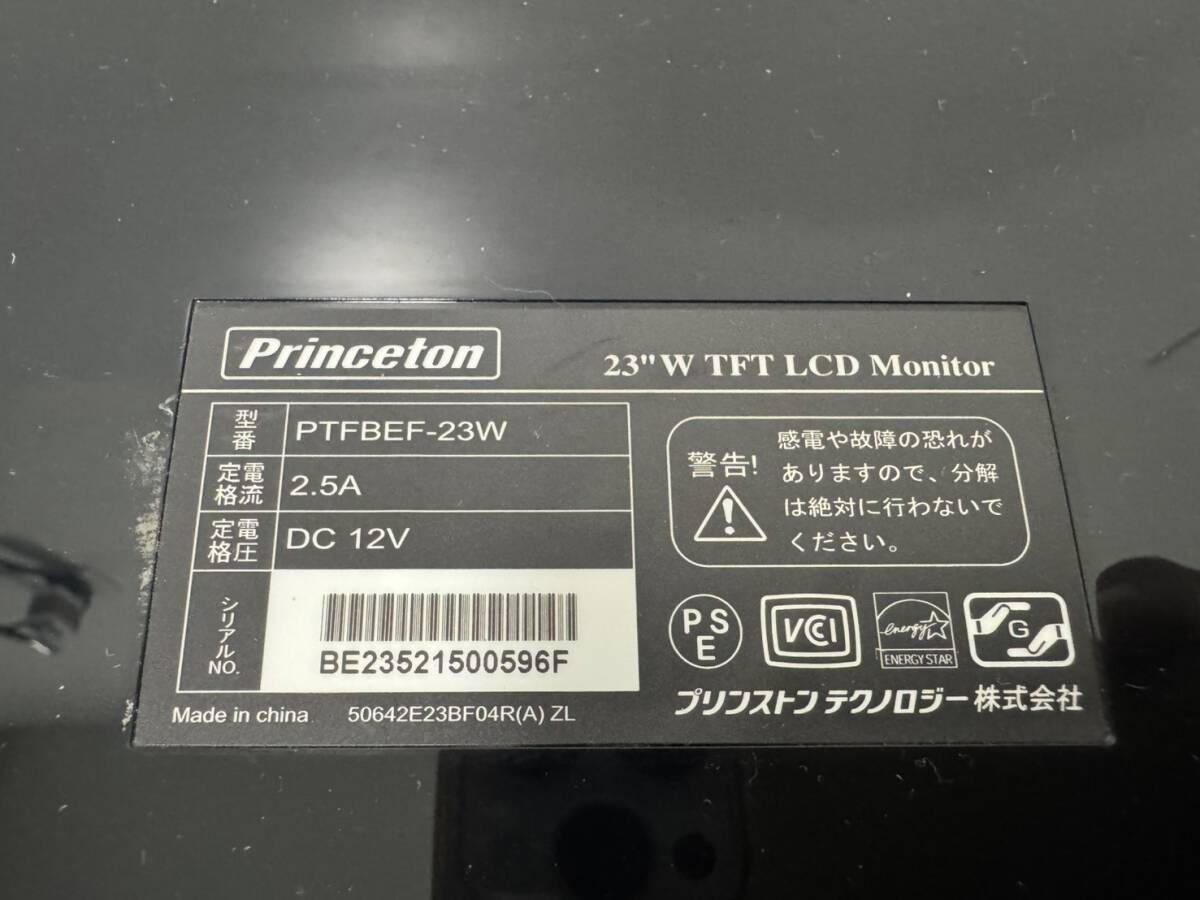 Princeton
23"W TFT LCD Monitor
型番
PTFBEF-23W
定格電流
2.5A
定格電圧
DC 12V
シリアルNO.
BE23521500596F
警告!
感電や故障の恐れが
ありますので、分解
は絶対に行わないで
ください。
PSE
VCCI
energy
ENERGY STAR
G
Made in china
50642E23BF04R(A) ZL
プリンストン テクノロジー株式会社